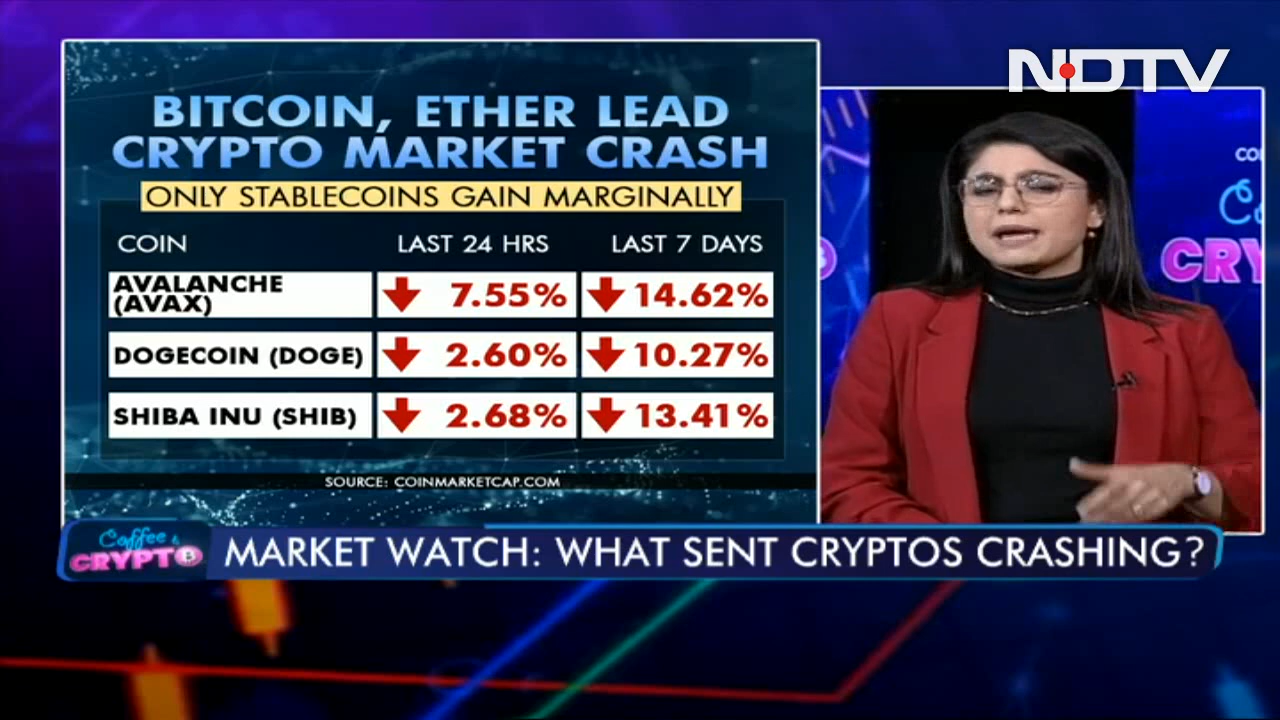 NDTV
BITCOIN, ETHER LEAD
CRYPTO MARKET CRASH
ONLY STABLECOINS GAIN MARGINALLY
COIN LAST 24 HRS LAST 7 DAYS
AVALANCHE
(AVAX) 7.55% 14.62%
DOGECOIN (DOGE) 2.60% 10.27%
SHIBA INU (SHIB) 2.68% 13.41%
SOURCE: COINMARKETCAP.COM
Coffee &
CRYPTO
MARKET WATCH: WHAT SENT CRYPTOS CRASHING?